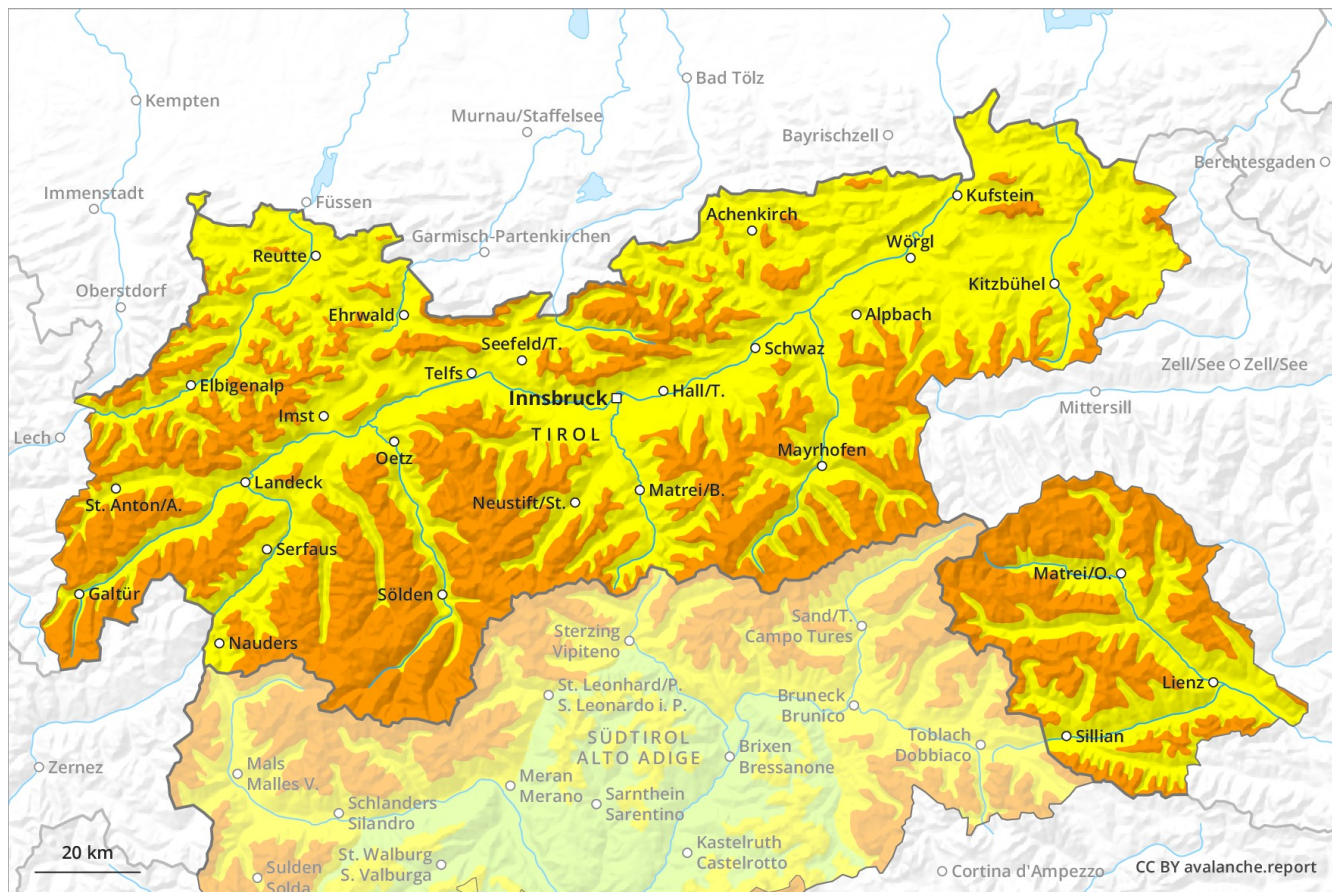 Kempten
Bad Tölz
Murnau/Staffelsee
Bayrischzell
Berchtesgaden
Immenstadt
Füssen
Kufstein
Achenkirch
Garmisch-Partenkirchen
Wörgl
Reutte
Oberstdorf
Kitzbühel
Ehrwald
Alpbach
Seefeld/T.
Schwaz
Zell/See
Zell/See
Telfs
Elbigenalp
Innsbruck
Hall/T.
Mittersill
Imst
TIROL
Lech
Oetz
Mayrhofen
Landeck
Matrei/B.
St. Anton/A.
Neustift/St.
Serfaus
Matrei/O.
Galtür
Sölden
Sand/T.
Campo Tures
Sterzing
Vipiteno
Nauders
Lienz
St. Leonhard/P.
S. Leonardo i. P.
Bruneck
Brunico
SÜDTIROL
ALTO ADIGE
Sillian
Toblach
Dobbiaco
Brixen
Bressanone
Zernez
Mals
Malles V.
Meran
Merano
Sarnthein
Sarentino
Schlanders
Silandro
Kastelruth
Castelrotto
20 km
St. Walburg
S. Valburga
Sulden
Solda
Cortina d'Ampezzo
CC BY avalanche.report